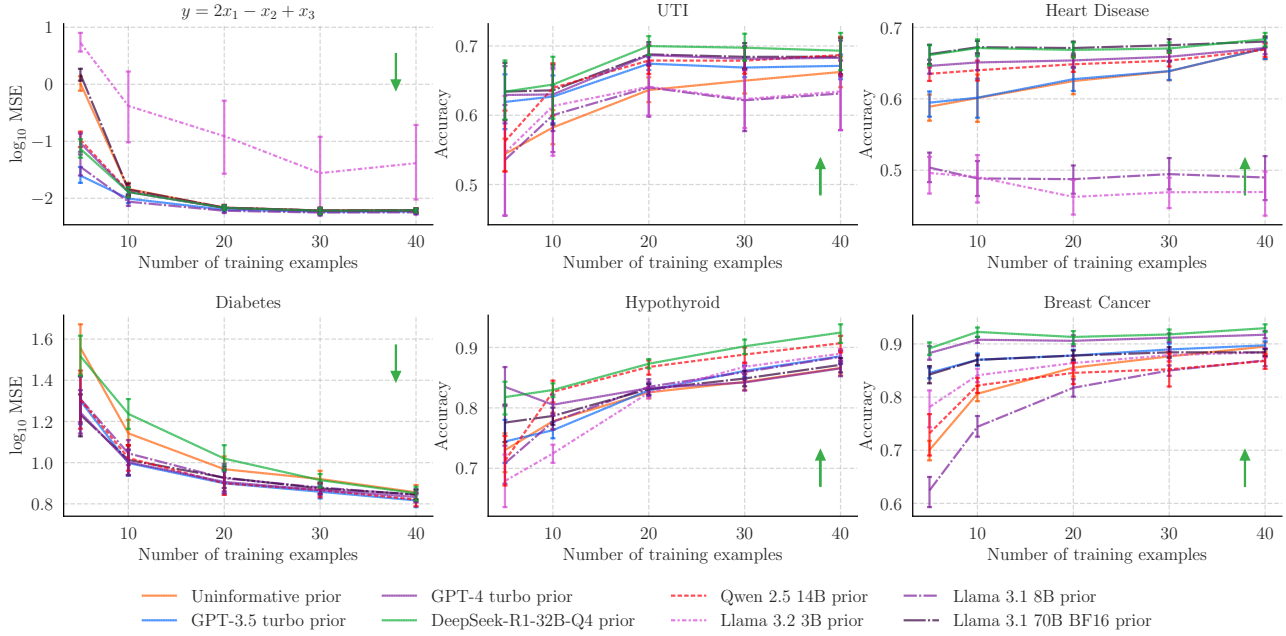 y = 2x₁ − x₂ + x₃
UTI
Heart Disease
log₁₀ MSE
1
0
−1
−2
10
20
30
40
Number of training examples
Accuracy
0.7
0.6
0.5
10
20
30
40
Number of training examples
Accuracy
0.7
0.6
0.5
10
20
30
40
Number of training examples
Diabetes
Hypothyroid
Breast Cancer
log₁₀ MSE
1.6
1.4
1.2
1.0
0.8
10
20
30
40
Number of training examples
Accuracy
0.9
0.8
0.7
10
20
30
40
Number of training examples
Accuracy
0.9
0.8
0.7
0.6
10
20
30
40
Number of training examples
Uninformative prior
GPT-3.5 turbo prior
GPT-4 turbo prior
DeepSeek-R1-32B-Q4 prior
Qwen 2.5 14B prior
Llama 3.2 3B prior
Llama 3.1 8B prior
Llama 3.1 70B BF16 prior